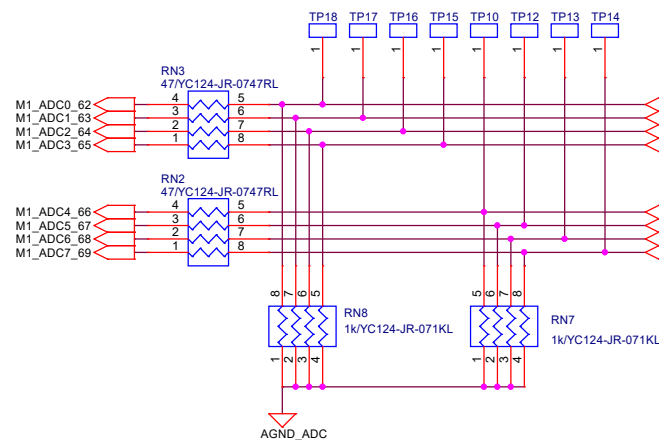 TP18 TP17 TP16 TP15 TP10 TP12 TP13 TP14
1 1 1 1 1 1 1 1
RN3
47/YC124-JR-0747RL
M1_ADC0_62 4 5
M1_ADC1_63 3 6
M1_ADC2_64 2 7
M1_ADC3_65 1 8
RN2
47/YC124-JR-0747RL
M1_ADC4_66 4 5
M1_ADC5_67 3 6
M1_ADC6_68 2 7
M1_ADC7_69 1 8
8 7 6 5 5 6 7 8
RN8
1k/YC124-JR-071KL
RN7
1k/YC124-JR-071KL
1 2 3 4 1 2 3 4
AGND_ADC